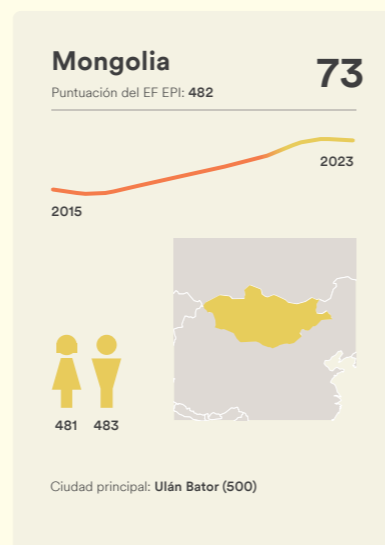 Mongolia
73
Puntuación del EF EPI: 482
2023
2015
481 483
Ciudad principal: Ulán Bator (500)